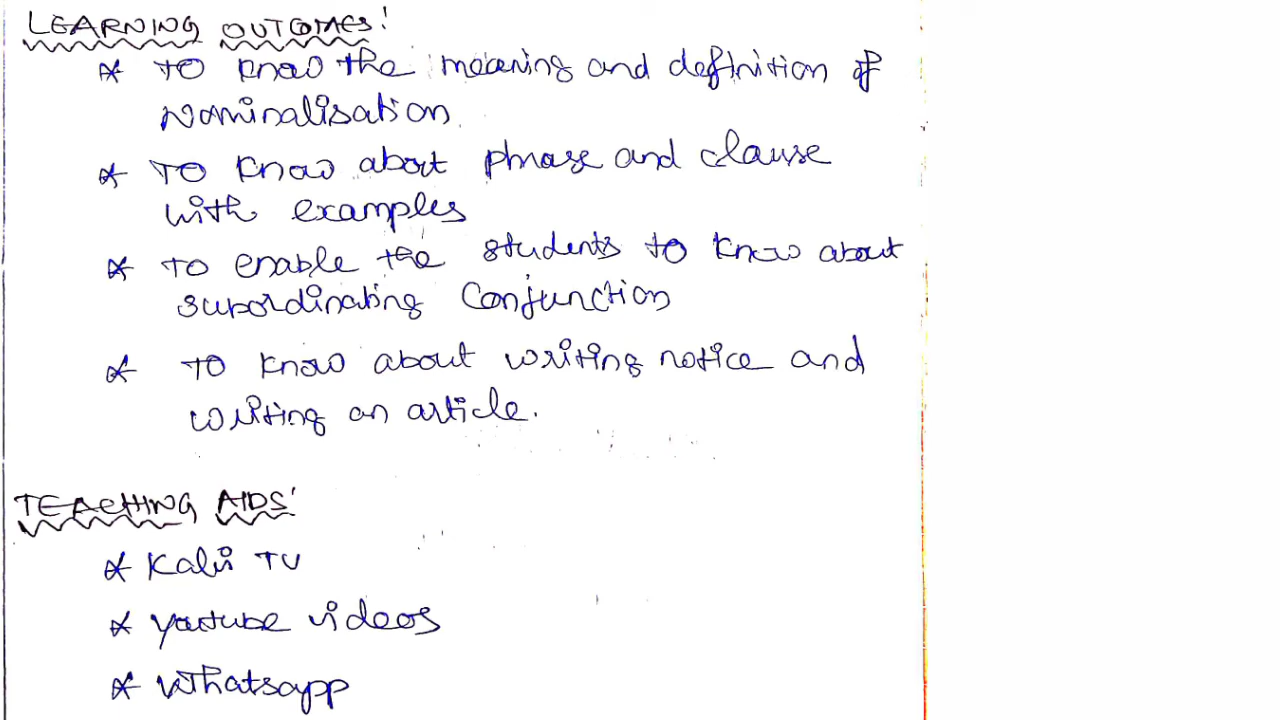 LEARNING OUTCOMES:
* To know the meaning and definition of
Nominalisation.
* To know about phrase and clause
with examples
* To enable the students to know about
subordinating Conjunction
* To know about writing notice and
writing an article.
TEACHING AIDS:
* Kalvi TV
* youtube videos
* Whatsapp